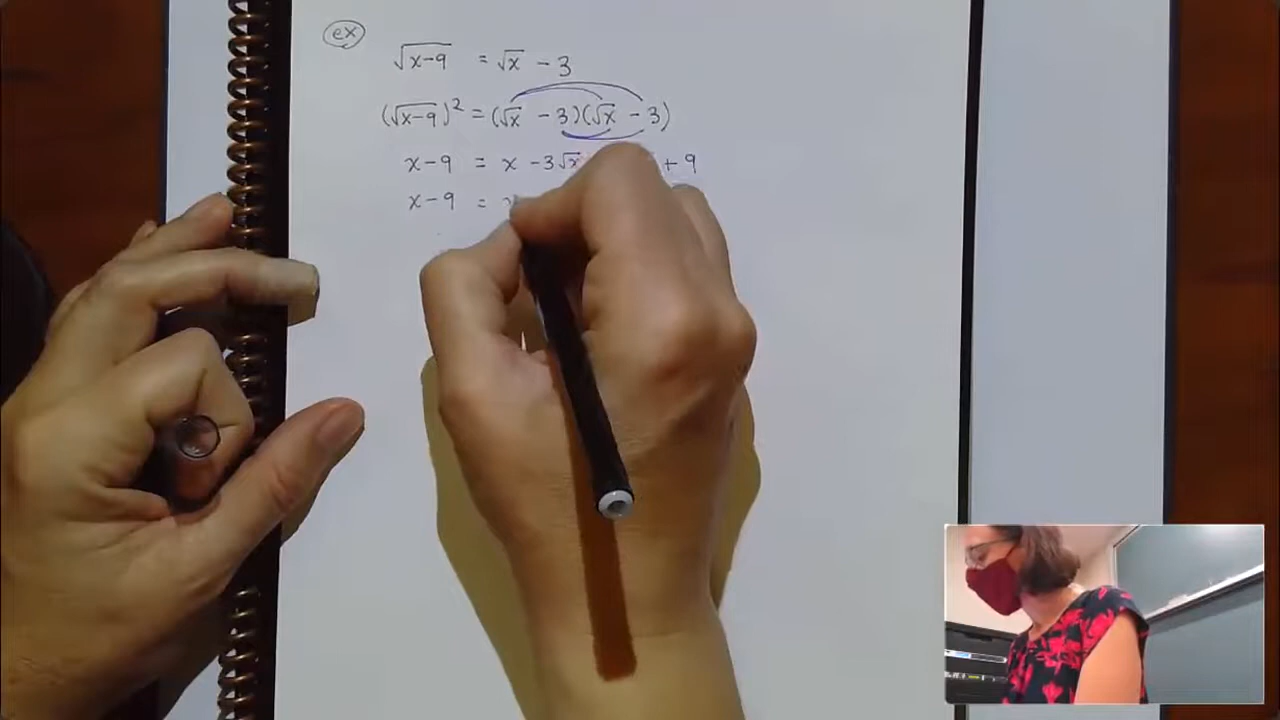 ex
√x-9 = √x - 3
(√x-9)² = (√x - 3)(√x - 3)
x-9 = x - 3√x + 9
x-9 =